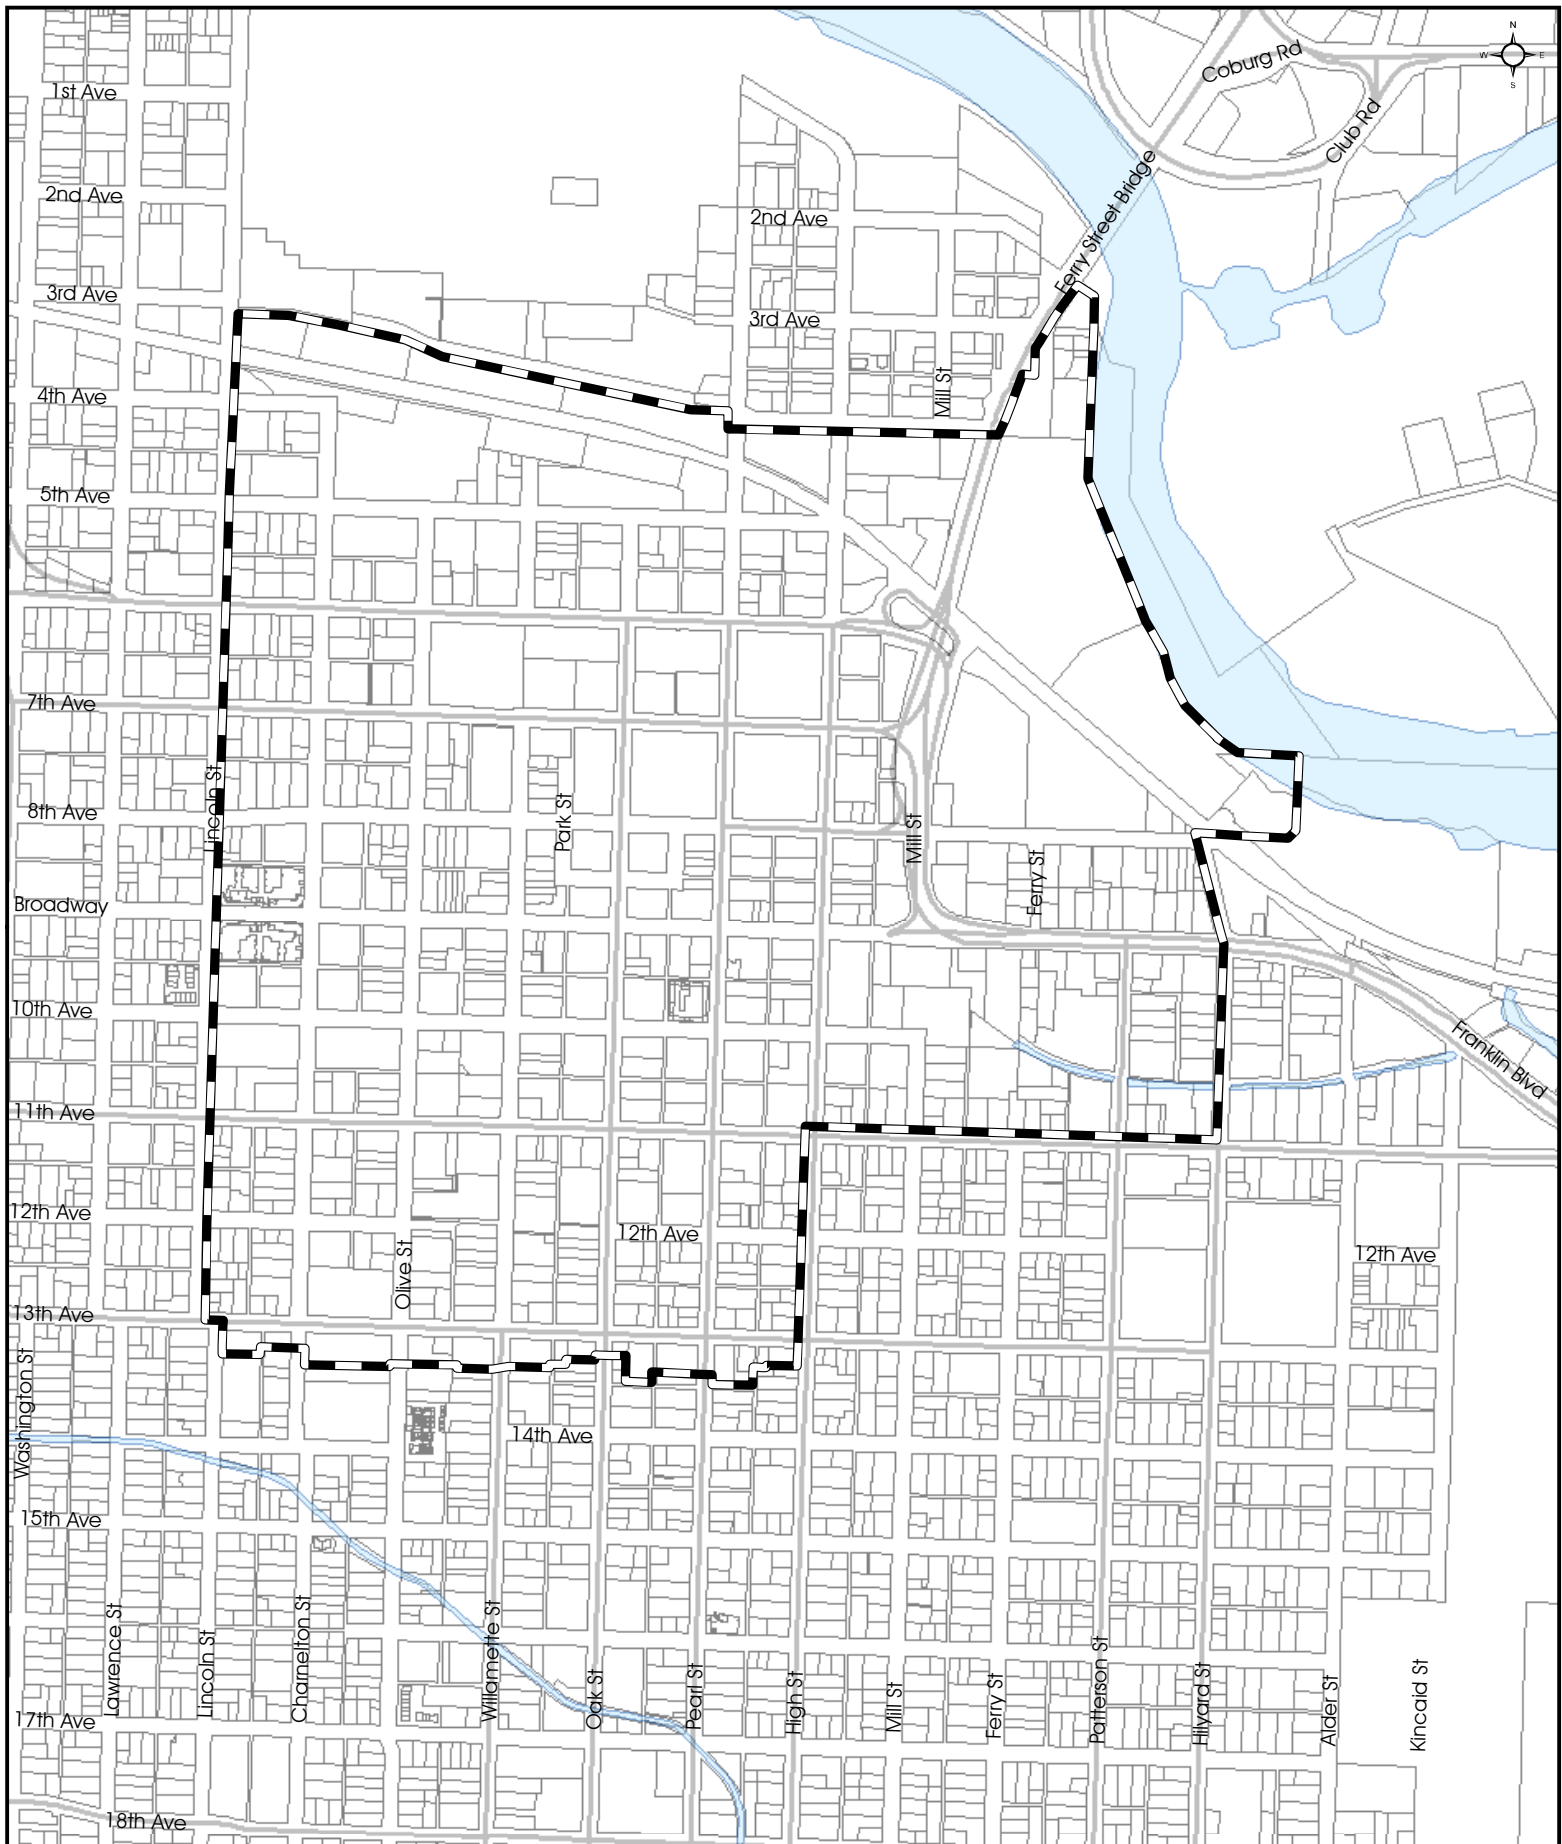 N
W
E
S
Coburg Rd
1st Ave
Club Rd
2nd Ave
2nd Ave
Ferry Street Bridge
3rd Ave
3rd Ave
Mill St
4th Ave
5th Ave
7th Ave
Lincoln St
Park St
8th Ave
Mill St
Ferry St
Broadway
10th Ave
Franklin Blvd
11th Ave
12th Ave
12th Ave
12th Ave
Olive St
13th Ave
Washington St
14th Ave
15th Ave
Lawrence St
Lincoln St
Charnelton St
Willamette St
Oak St
Pearl St
High St
Mill St
Ferry St
Patterson St
Hilyard St
Alder St
Kincaid St
17th Ave
18th Ave